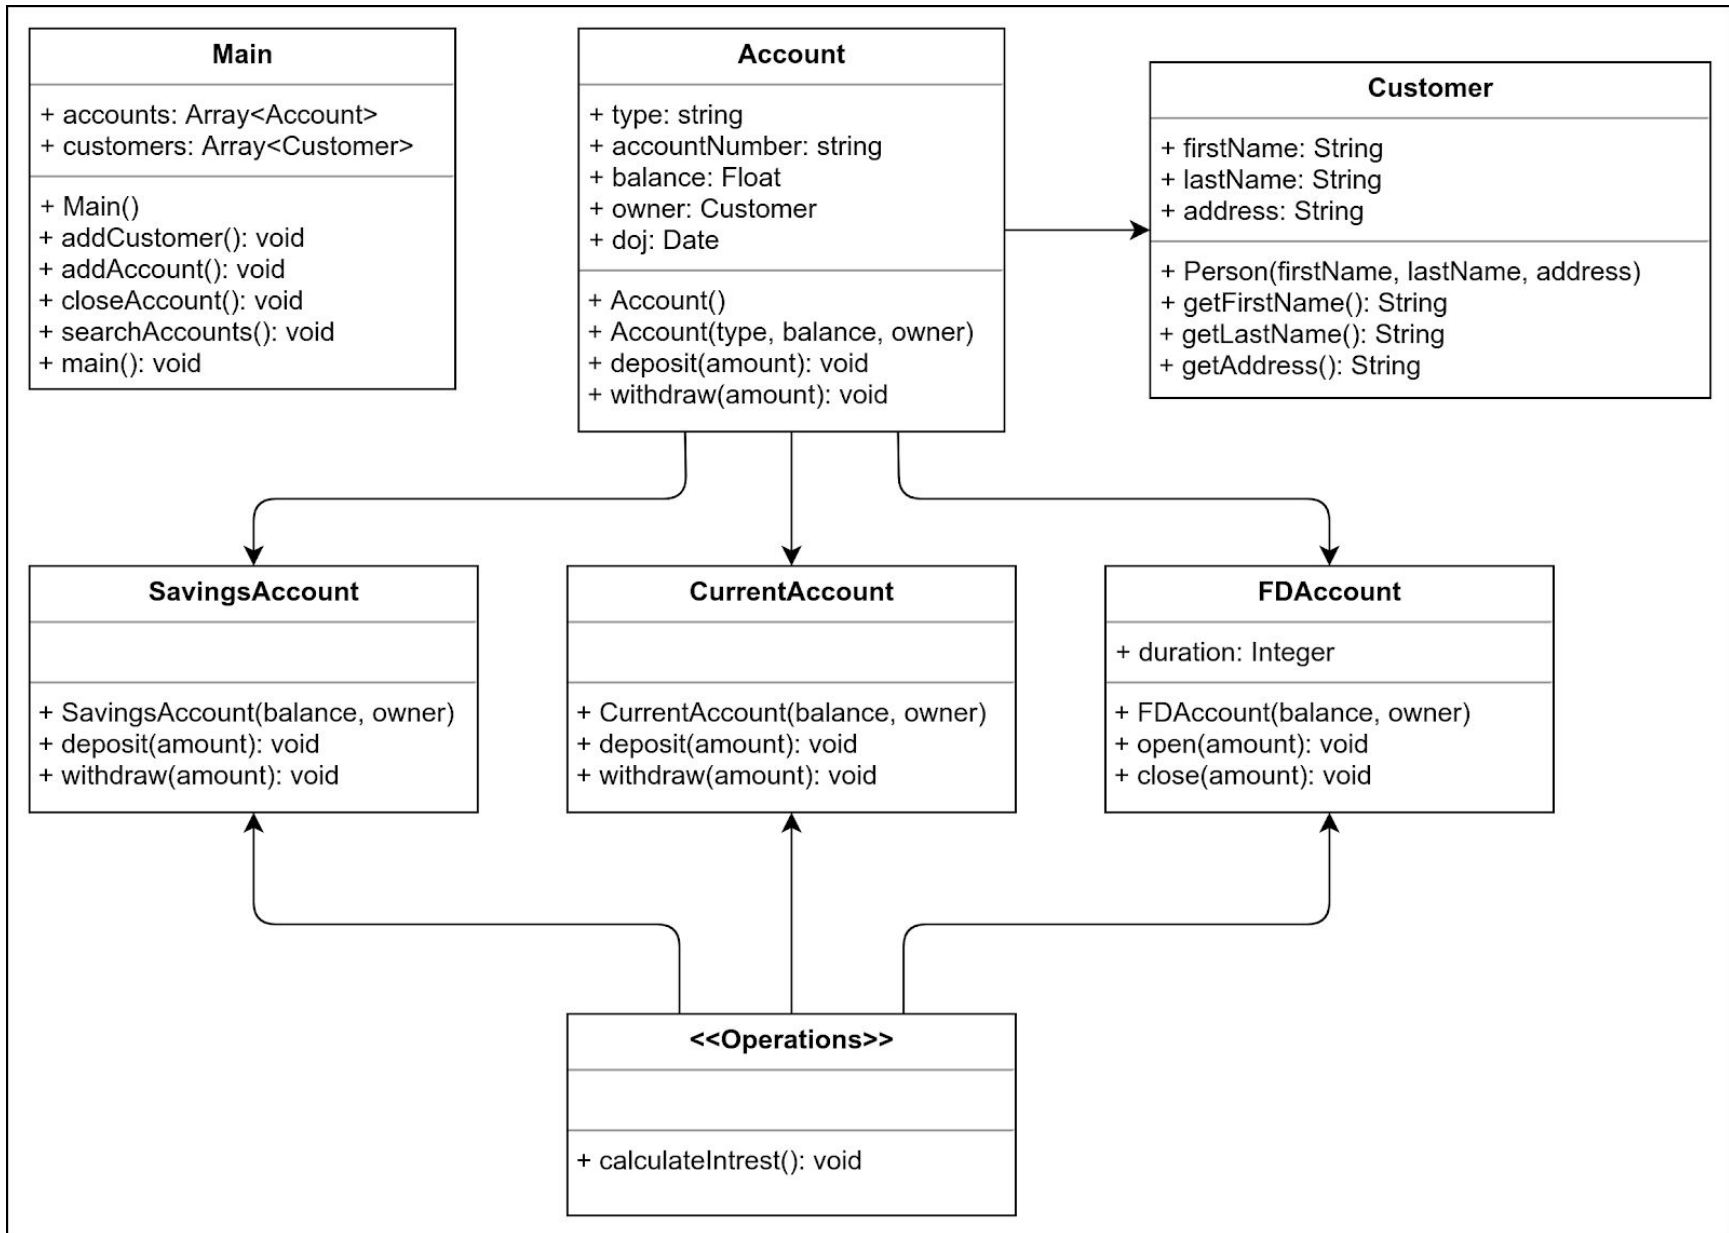 Main
+ accounts: Array<Account>
+ customers: Array<Customer>
+ Main()
+ addCustomer(): void
+ addAccount(): void
+ closeAccount(): void
+ searchAccounts(): void
+ main(): void
Account
+ type: string
+ accountNumber: string
+ balance: Float
+ owner: Customer
+ doj: Date
+ Account()
+ Account(type, balance, owner)
+ deposit(amount): void
+ withdraw(amount): void
Customer
+ firstName: String
+ lastName: String
+ address: String
+ Person(firstName, lastName, address)
+ getFirstName(): String
+ getLastName(): String
+ getAddress(): String
SavingsAccount
+ SavingsAccount(balance, owner)
+ deposit(amount): void
+ withdraw(amount): void
CurrentAccount
+ CurrentAccount(balance, owner)
+ deposit(amount): void
+ withdraw(amount): void
FDAccount
+ duration: Integer
+ FDAccount(balance, owner)
+ open(amount): void
+ close(amount): void
<<Operations>>
+ calculateIntrest(): void